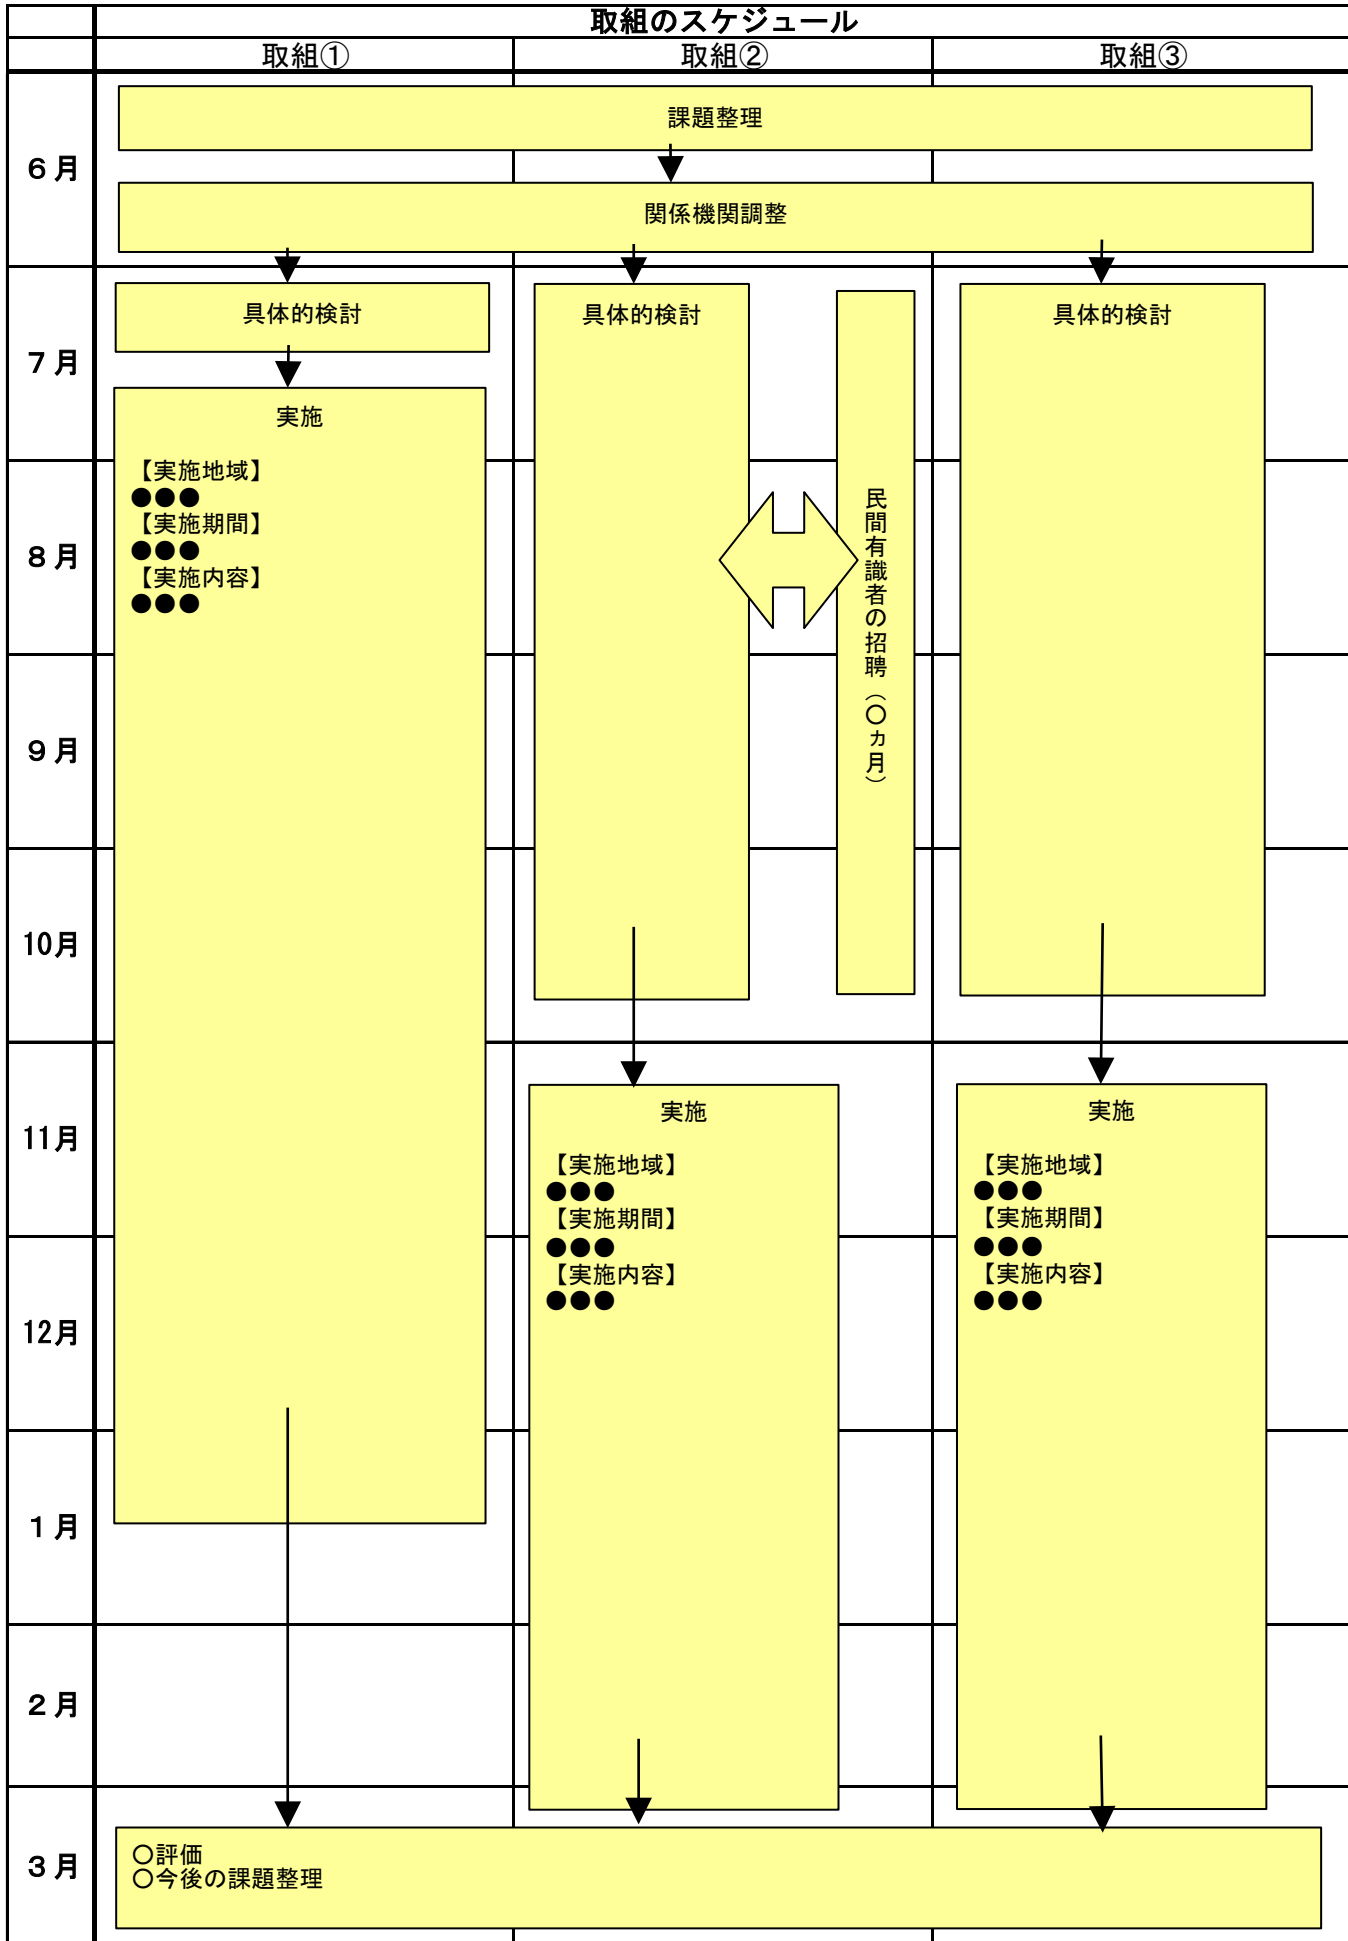 取組のスケジュール
取組①
取組②
取組③
6月
課題整理
関係機関調整
7月
具体的検討
具体的検討
具体的検討
実施
【実施地域】
●●●
【実施期間】
●●●
【実施内容】
●●●
民間有識者の招聘（〇カ月）
8月
9月
10月
11月
実施
【実施地域】
●●●
【実施期間】
●●●
【実施内容】
●●●
実施
【実施地域】
●●●
【実施期間】
●●●
【実施内容】
●●●
12月
1月
2月
3月
〇評価
〇今後の課題整理